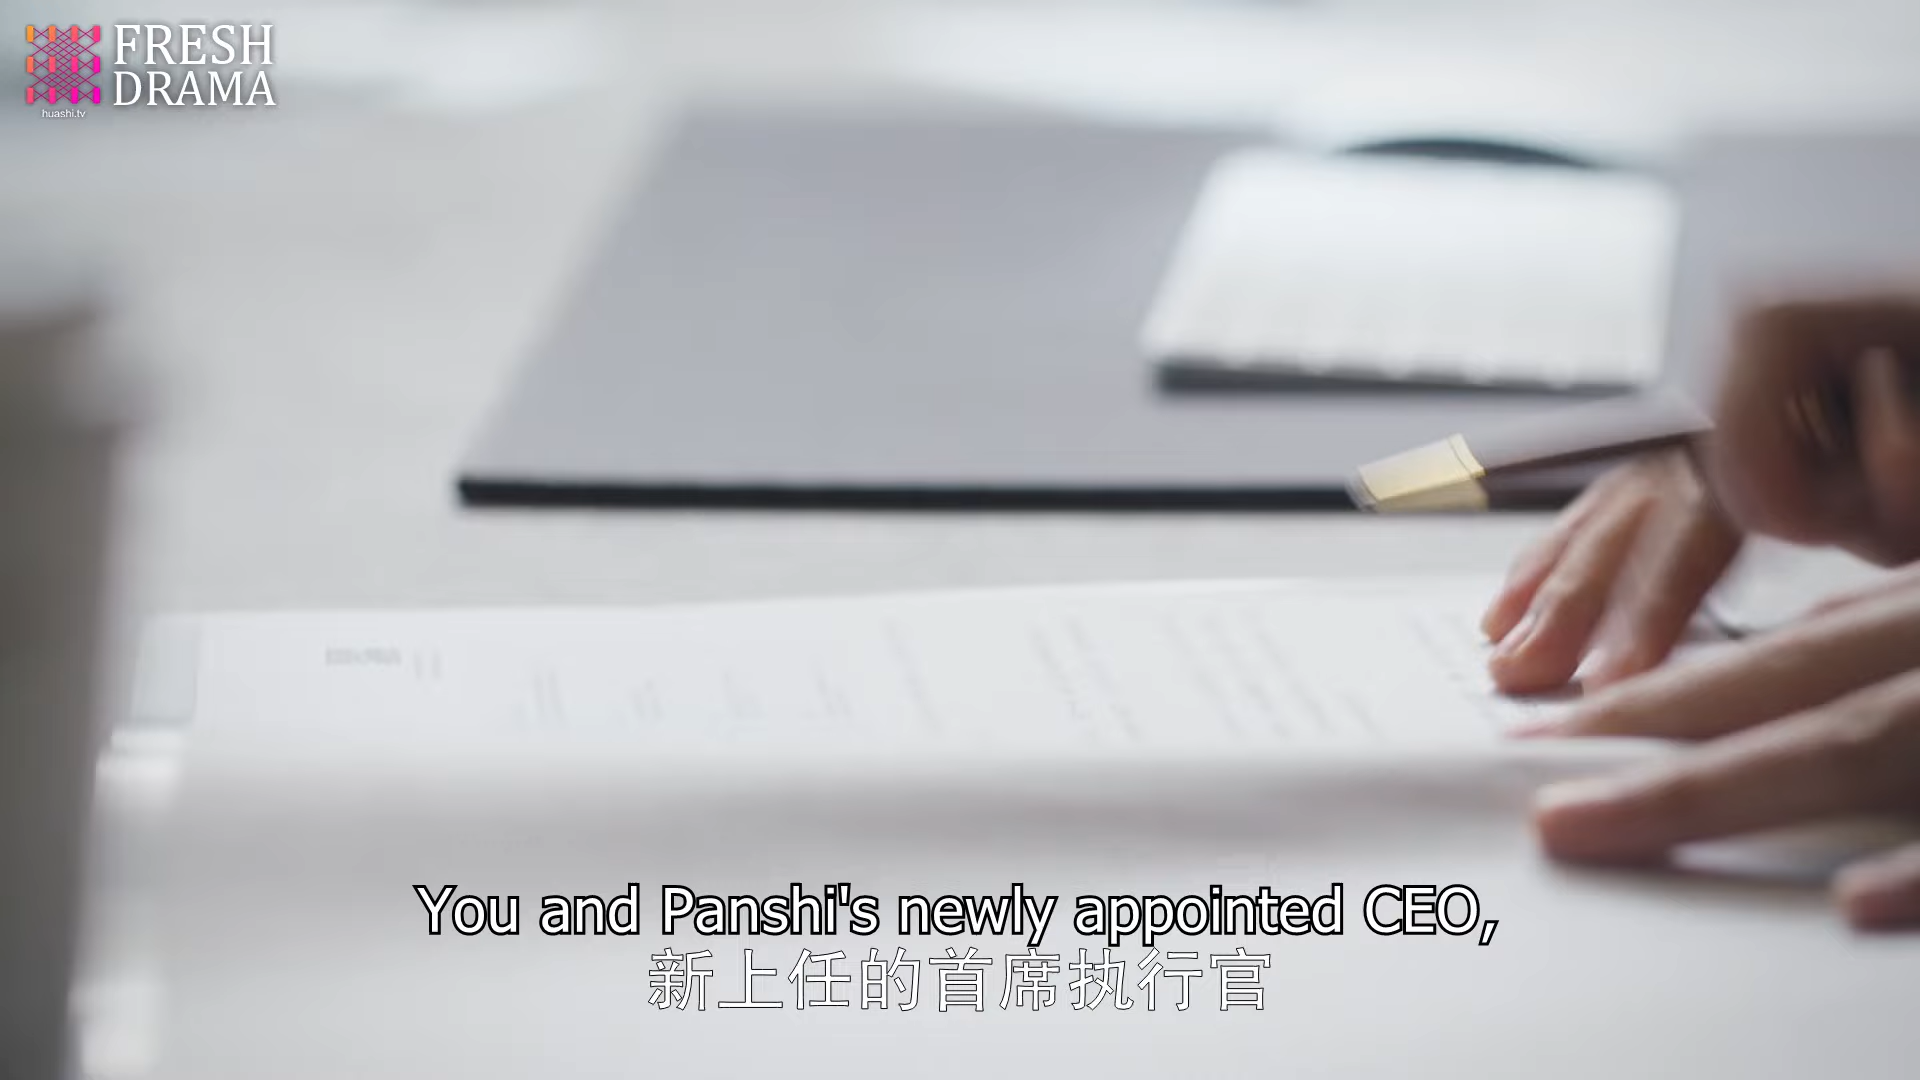 FRESH
DRAMA
huashi.tv
You and Panshi's newly appointed CEO,
新上任的首席执行官